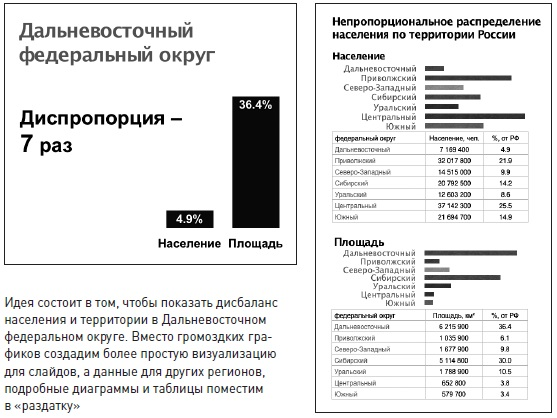 Дальневосточный
федеральный округ
Диспропорция –
7 раз
36.4%
4.9%
Население Площадь
Идея состоит в том, чтобы показать дисбаланс
населения и территории в Дальневосточном
федеральном округе. Вместо громоздких гра-
фиков создадим более простую визуализацию
для слайдов, а данные для других регионов,
подробные диаграммы и таблицы поместим
в «раздатку»
Непропорциональное распределение
населения по территории России
Население
Дальневосточный
Приволжский
Северо-Западный
Сибирский
Уральский
Центральный
Южный
федеральный округ Население, чел. %, от РФ
Дальневосточный 7 169 400 4.9
Приволжский 32 017 800 21.9
Северо-Западный 14 515 000 9.9
Сибирский 20 792 500 14.2
Уральский 12 603 200 8.6
Центральный 37 142 300 25.5
Южный 21 694 700 14.9
Площадь
Дальневосточный
Приволжский
Северо-Западный
Сибирский
Уральский
Центральный
Южный
федеральный округ Площадь, км² %, от РФ
Дальневосточный 6 215 900 36.4
Приволжский 1 035 900 6.1
Северо-Западный 1 677 900 9.8
Сибирский 5 114 800 30.0
Уральский 1 788 900 10.5
Центральный 652 800 3.8
Южный 579 700 3.4